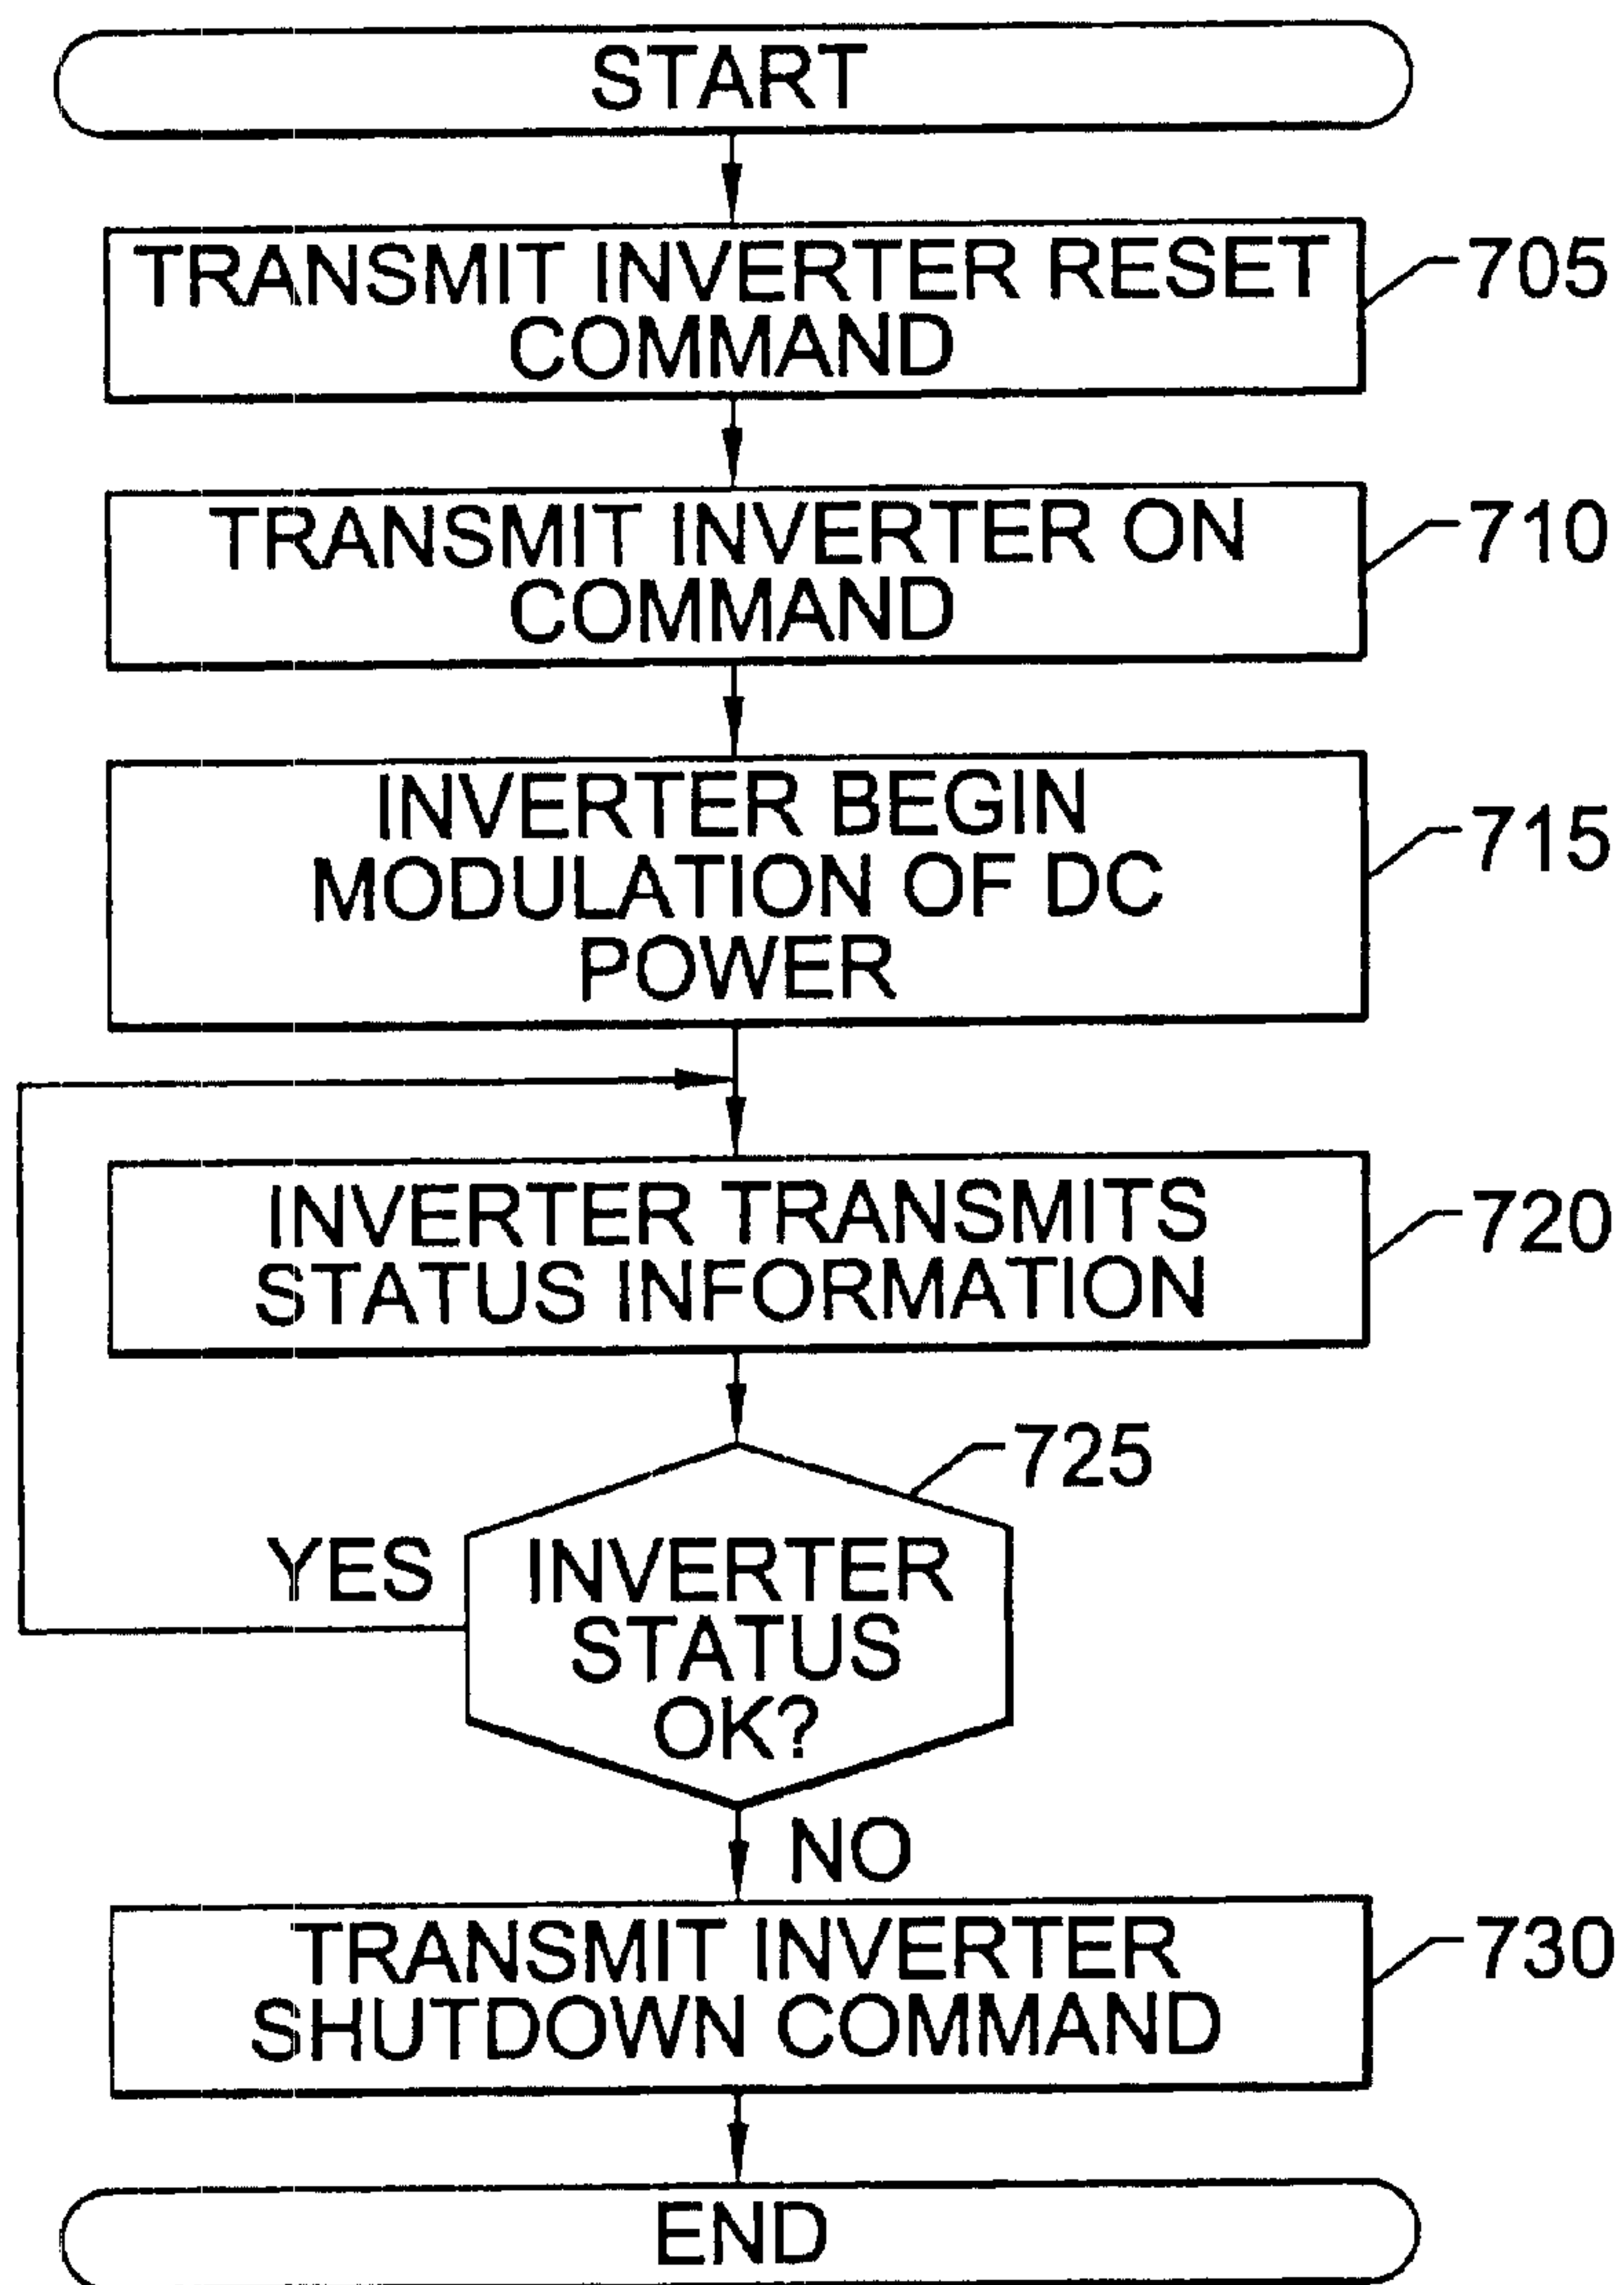 START
TRANSMIT INVERTER RESET
COMMAND
705
TRANSMIT INVERTER ON
COMMAND
710
INVERTER BEGIN
MODULATION OF DC
POWER
715
INVERTER TRANSMITS
STATUS INFORMATION
720
725
YES
INVERTER
STATUS
OK?
NO
TRANSMIT INVERTER
SHUTDOWN COMMAND
730
END